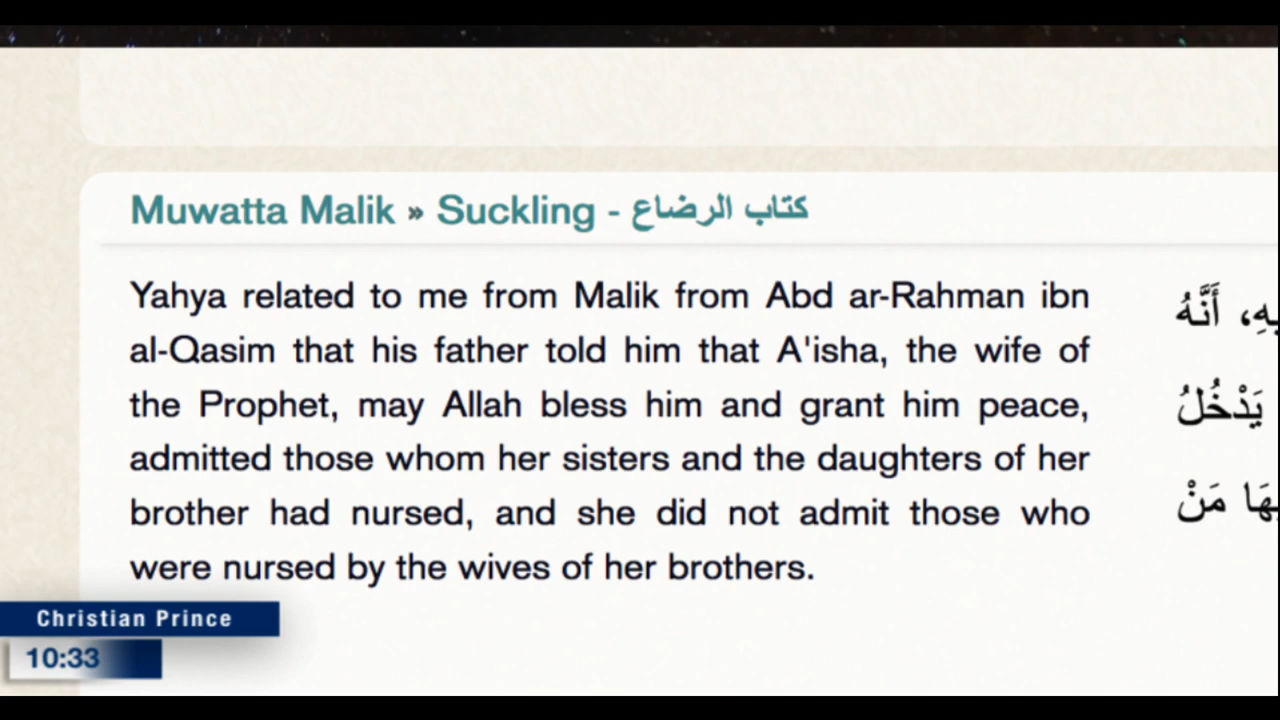 Muwatta Malik » Suckling - كتاب الرضاع
Yahya related to me from Malik from Abd ar-Rahman ibn
al-Qasim that his father told him that A'isha, the wife of
the Prophet, may Allah bless him and grant him peace,
admitted those whom her sisters and the daughters of her
brother had nursed, and she did not admit those who
were nursed by the wives of her brothers.
أَنَّهُ
يَدْخُلُ
مَنْ
Christian Prince
10:33